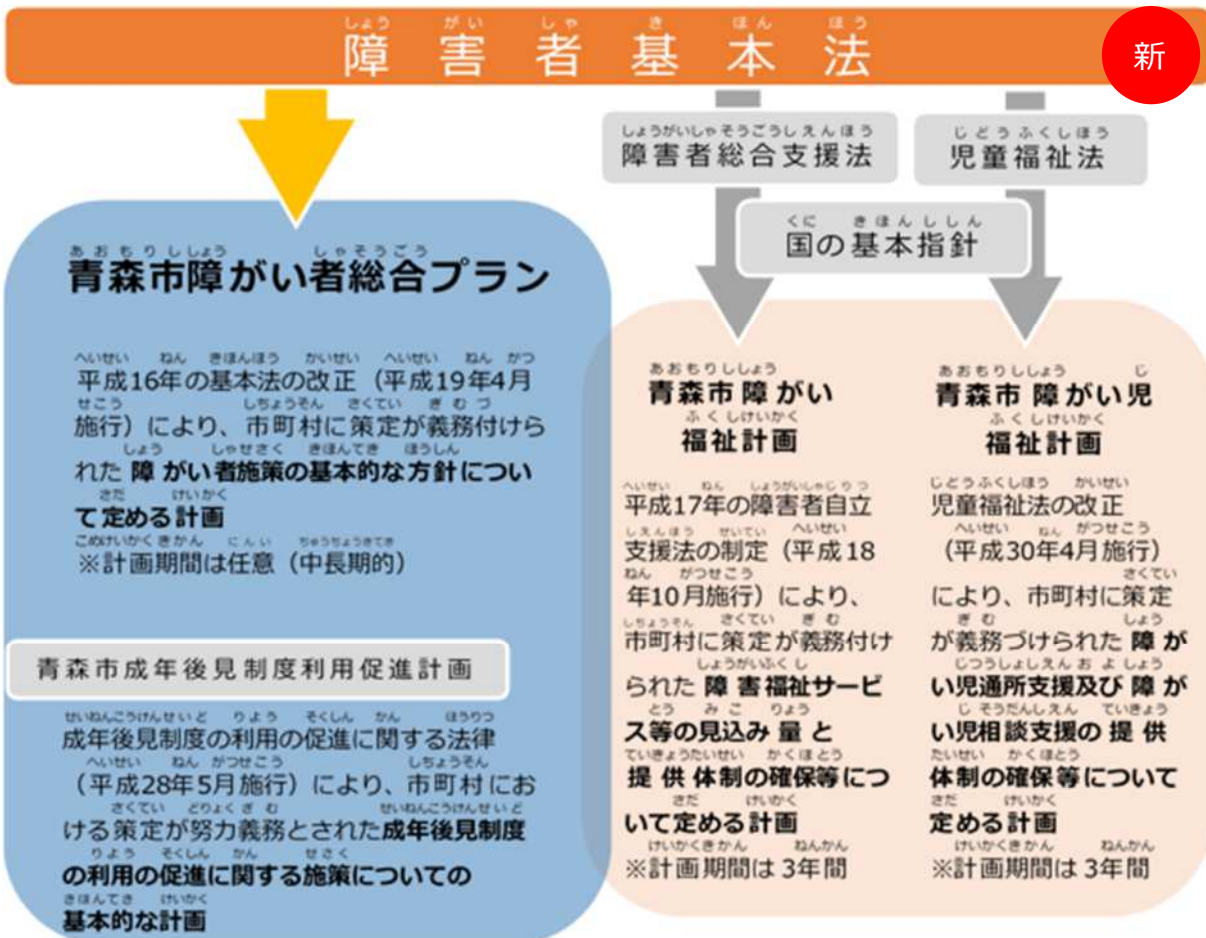 障害者基本法
新
障害者総合支援法
児童福祉法
国の基本指針
青森市障がい者総合プラン
平成16年の基本法の改正（平成19年4月
施行）により、市町村に策定が義務付けら
れた障がい者施策の基本的な方針につい
て定める計画
※計画期間は任意（中長期的）
青森市成年後見制度利用促進計画
成年後見制度の利用の促進に関する法律
（平成28年5月施行）により、市町村にお
ける策定が努力義務とされた成年後見制度
の利用の促進に関する施策についての
基本的な計画
青森市障がい
福祉計画
平成17年の障害者自立
支援法の制定（平成18
年10月施行）により、
市町村に策定が義務付け
られた障害福祉サービ
ス等の見込み量と
提供体制の確保等につ
いて定める計画
※計画期間は3年間
青森市障がい児
福祉計画
児童福祉法の改正
（平成30年4月施行）
により、市町村に策定
が義務づけられた障が
い児通所支援及び障が
い児相談支援の提供
体制の確保等について
定める計画
※計画期間は3年間